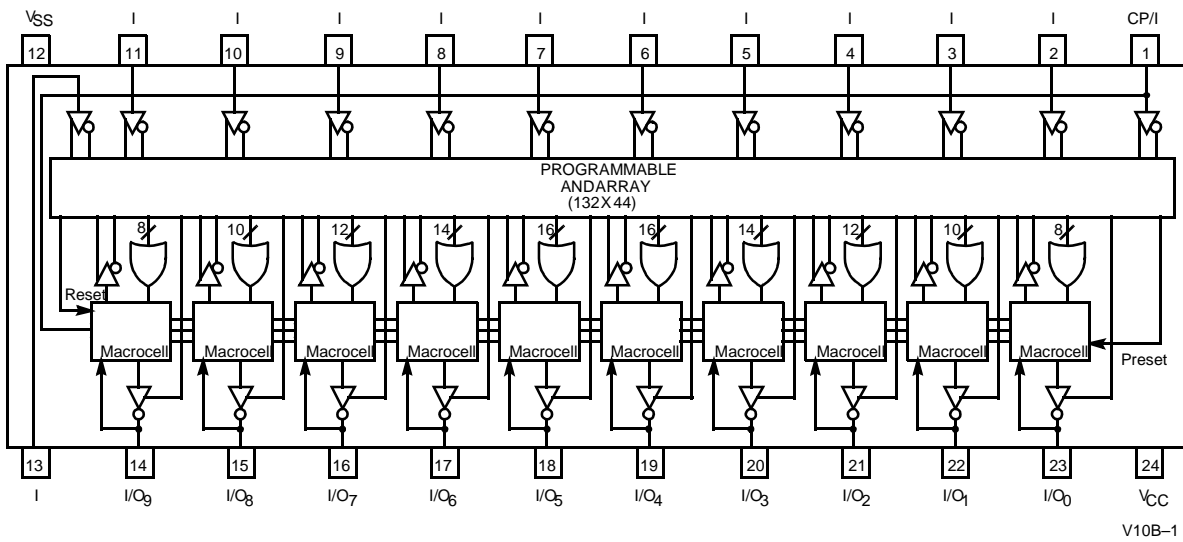 VSS I I I I I I I I I I CP/I
12 11 10 9 8 7 6 5 4 3 2 1
PROGRAMMABLE
ANDARRAY
(132X44)
8 10 12 14 16 16 14 12 10 8
Reset
Macrocell Macrocell Macrocell Macrocell Macrocell Macrocell Macrocell Macrocell Macrocell Macrocell
Preset
13 14 15 16 17 18 19 20 21 22 23 24
I I/O9 I/O8 I/O7 I/O6 I/O5 I/O4 I/O3 I/O2 I/O1 I/O0 VCC
V10B–1